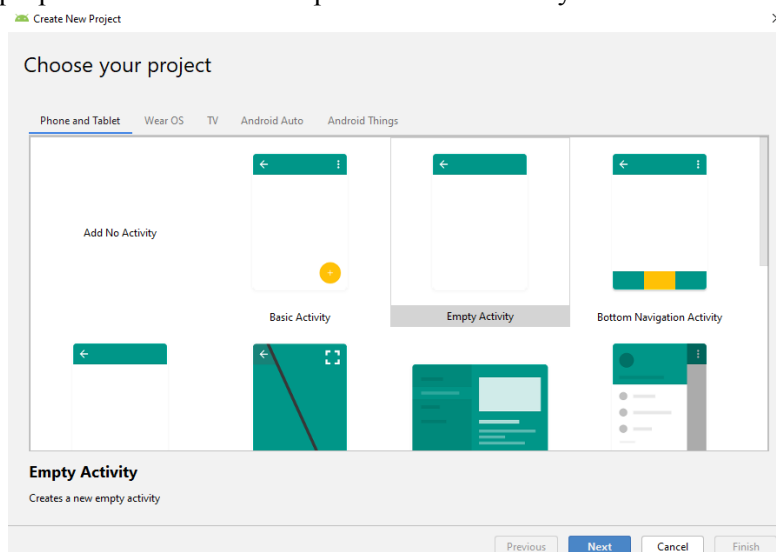 Create New Project
Choose your project
Phone and Tablet Wear OS TV Android Auto Android Things
Add No Activity
Basic Activity
Empty Activity
Bottom Navigation Activity
Empty Activity
Creates a new empty activity
Previous Next Cancel Finish